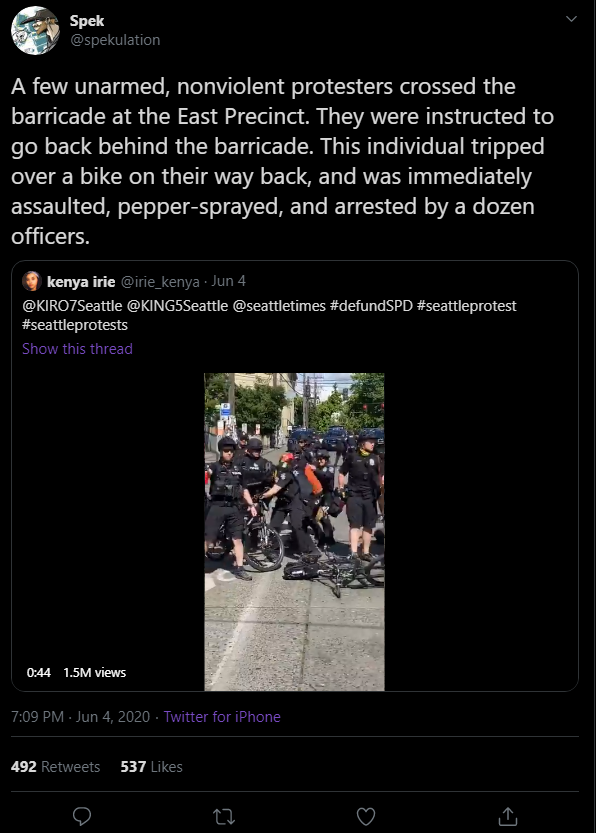 Spek
@spekulation
A few unarmed, nonviolent protesters crossed the
barricade at the East Precinct. They were instructed to
go back behind the barricade. This individual tripped
over a bike on their way back, and was immediately
assaulted, pepper-sprayed, and arrested by a dozen
officers.
kenya irie @irie_kenya · Jun 4
@KIRO7Seattle @KING5Seattle @seattletimes #defundSPD #seattleprotest
#seattleprotests
Show this thread
0:44 1.5M views
7:09 PM · Jun 4, 2020 · Twitter for iPhone
492 Retweets 537 Likes